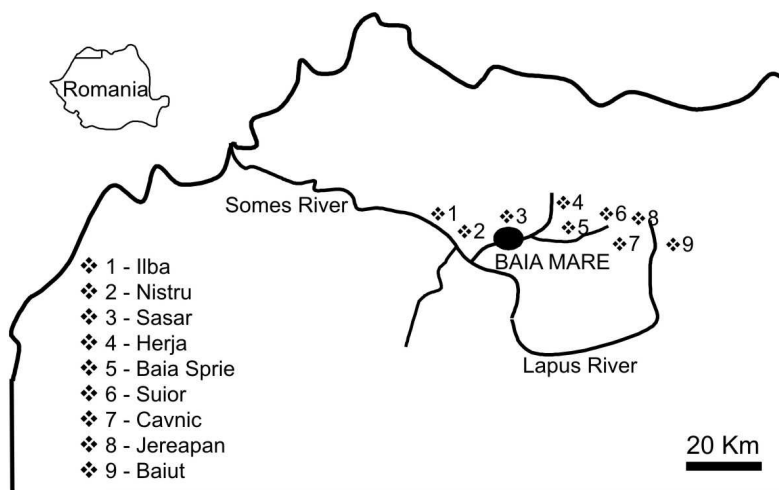 Romania
Somes River
1
2
3
4
5
6
7
8
9
BAIA MARE
Lapus River
1 - Ilba
2 - Nistru
3 - Sasar
4 - Herja
5 - Baia Sprie
6 - Suior
7 - Cavnic
8 - Jereapan
9 - Baiut
20 Km